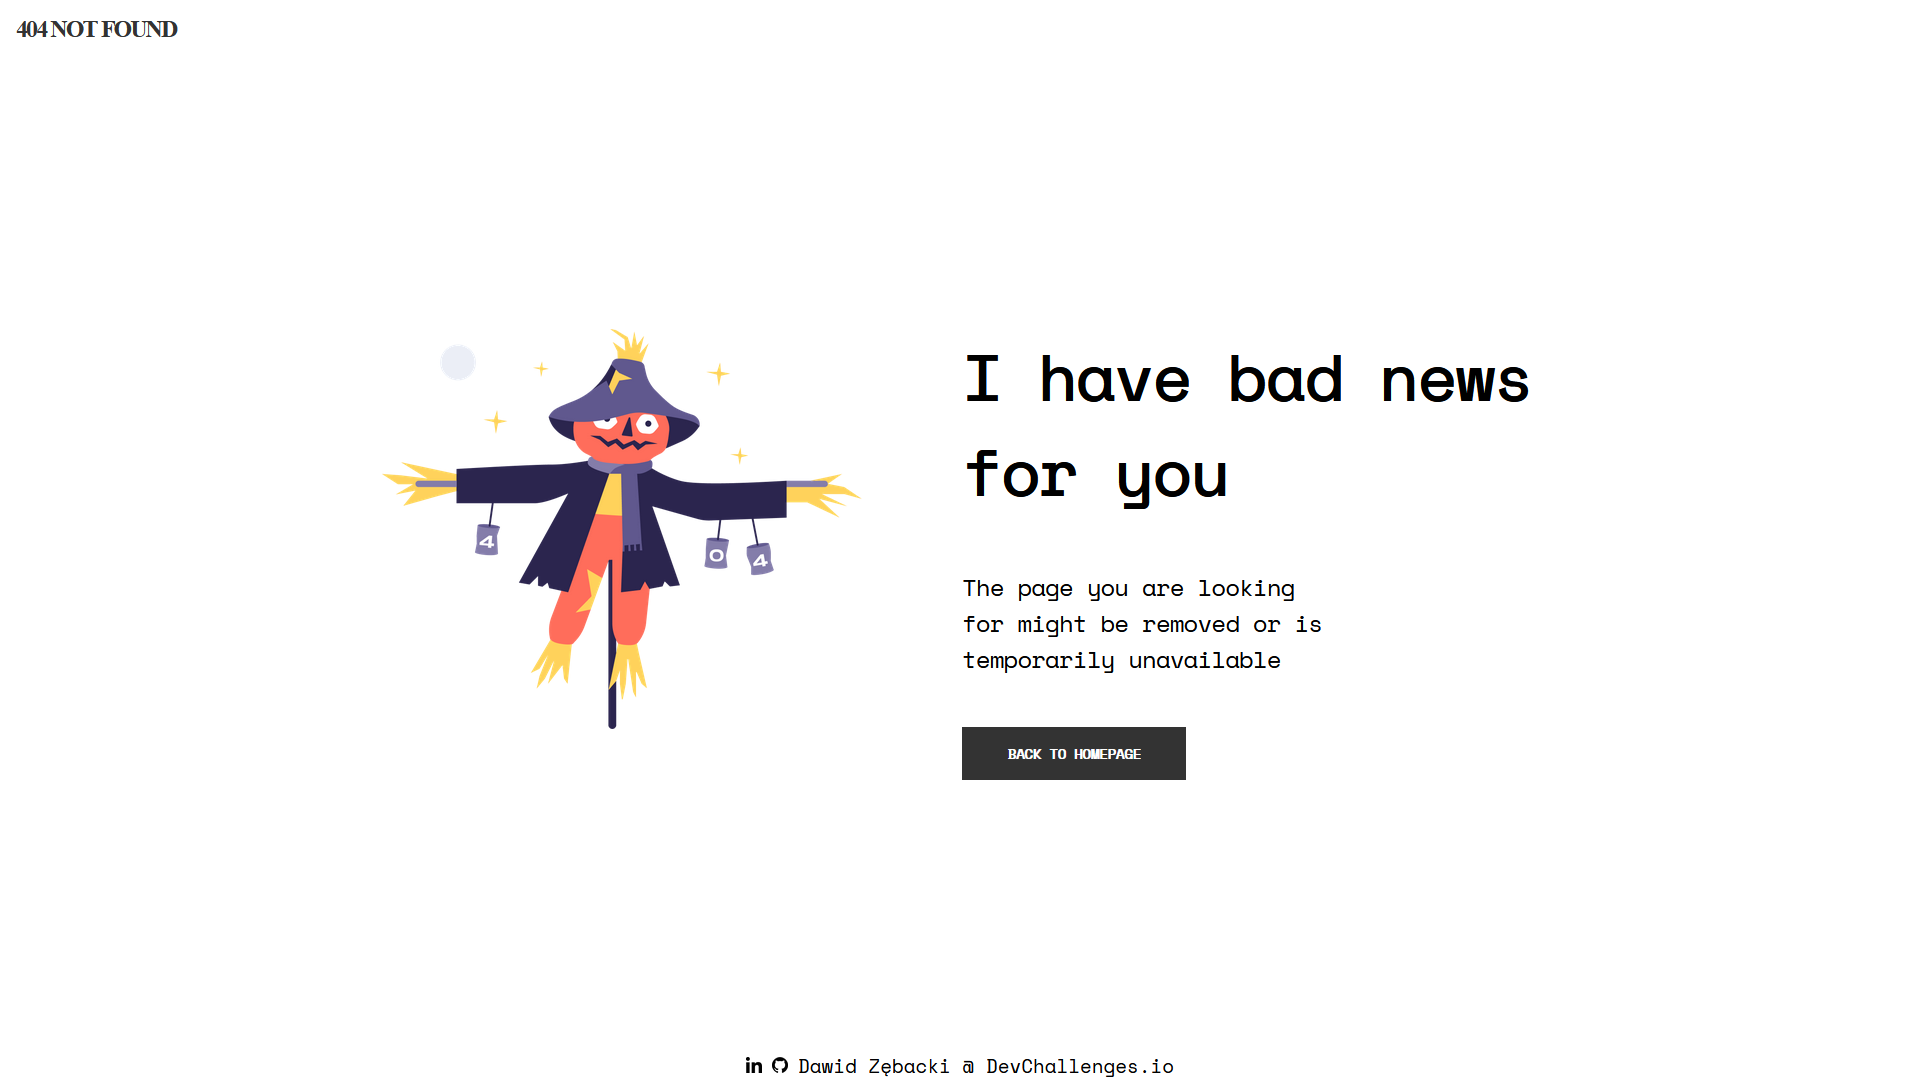 404 NOT FOUND
4
0
4
I have bad news
for you
The page you are looking
for might be removed or is
temporarily unavailable
BACK TO HOMEPAGE
Dawid Zębacki @ DevChallenges.io